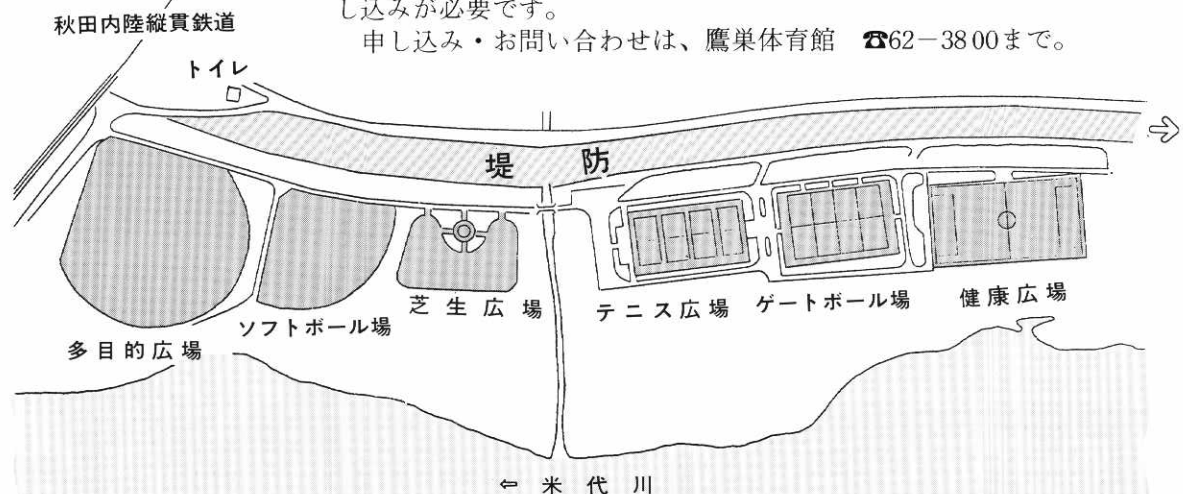 し込みが必要です。
申し込み・お問い合わせは、鷹巣体育館 ☎62−3800まで。
秋田内陸縦貫鉄道
トイレ
堤防
多目的広場
ソフトボール場
芝生広場
テニス広場
ゲートボール場
健康広場
⇦ 米代川